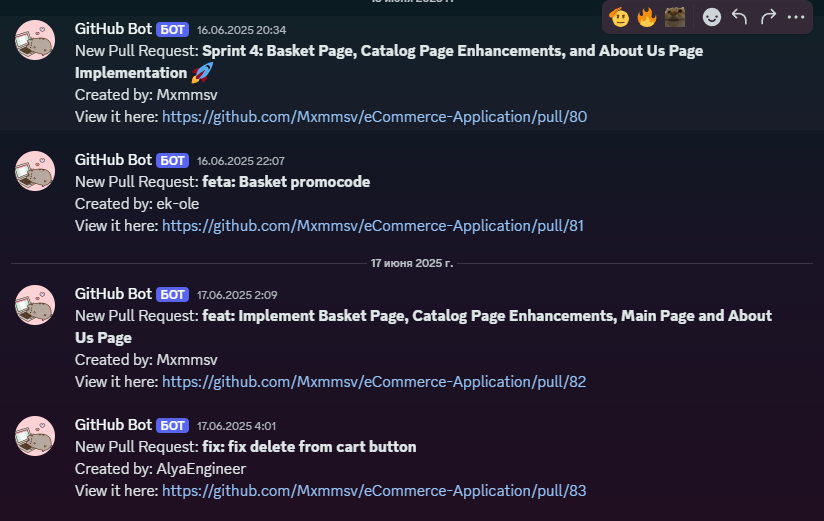 GitHub Bot БОТ 16.06.2025 20:34
New Pull Request: Sprint 4: Basket Page, Catalog Page Enhancements, and About Us Page
Implementation 🚀
Created by: Mxmmsv
View it here: https://github.com/Mxmmsv/eCommerce-Application/pull/80
GitHub Bot БОТ 16.06.2025 22:07
New Pull Request: feta: Basket promocode
Created by: ek-ole
View it here: https://github.com/Mxmmsv/eCommerce-Application/pull/81
17 июня 2025 г.
GitHub Bot БОТ 17.06.2025 2:09
New Pull Request: feat: Implement Basket Page, Catalog Page Enhancements, Main Page and About
Us Page
Created by: Mxmmsv
View it here: https://github.com/Mxmmsv/eCommerce-Application/pull/82
GitHub Bot БОТ 17.06.2025 4:01
New Pull Request: fix: fix delete from cart button
Created by: AlyaEngineer
View it here: https://github.com/Mxmmsv/eCommerce-Application/pull/83